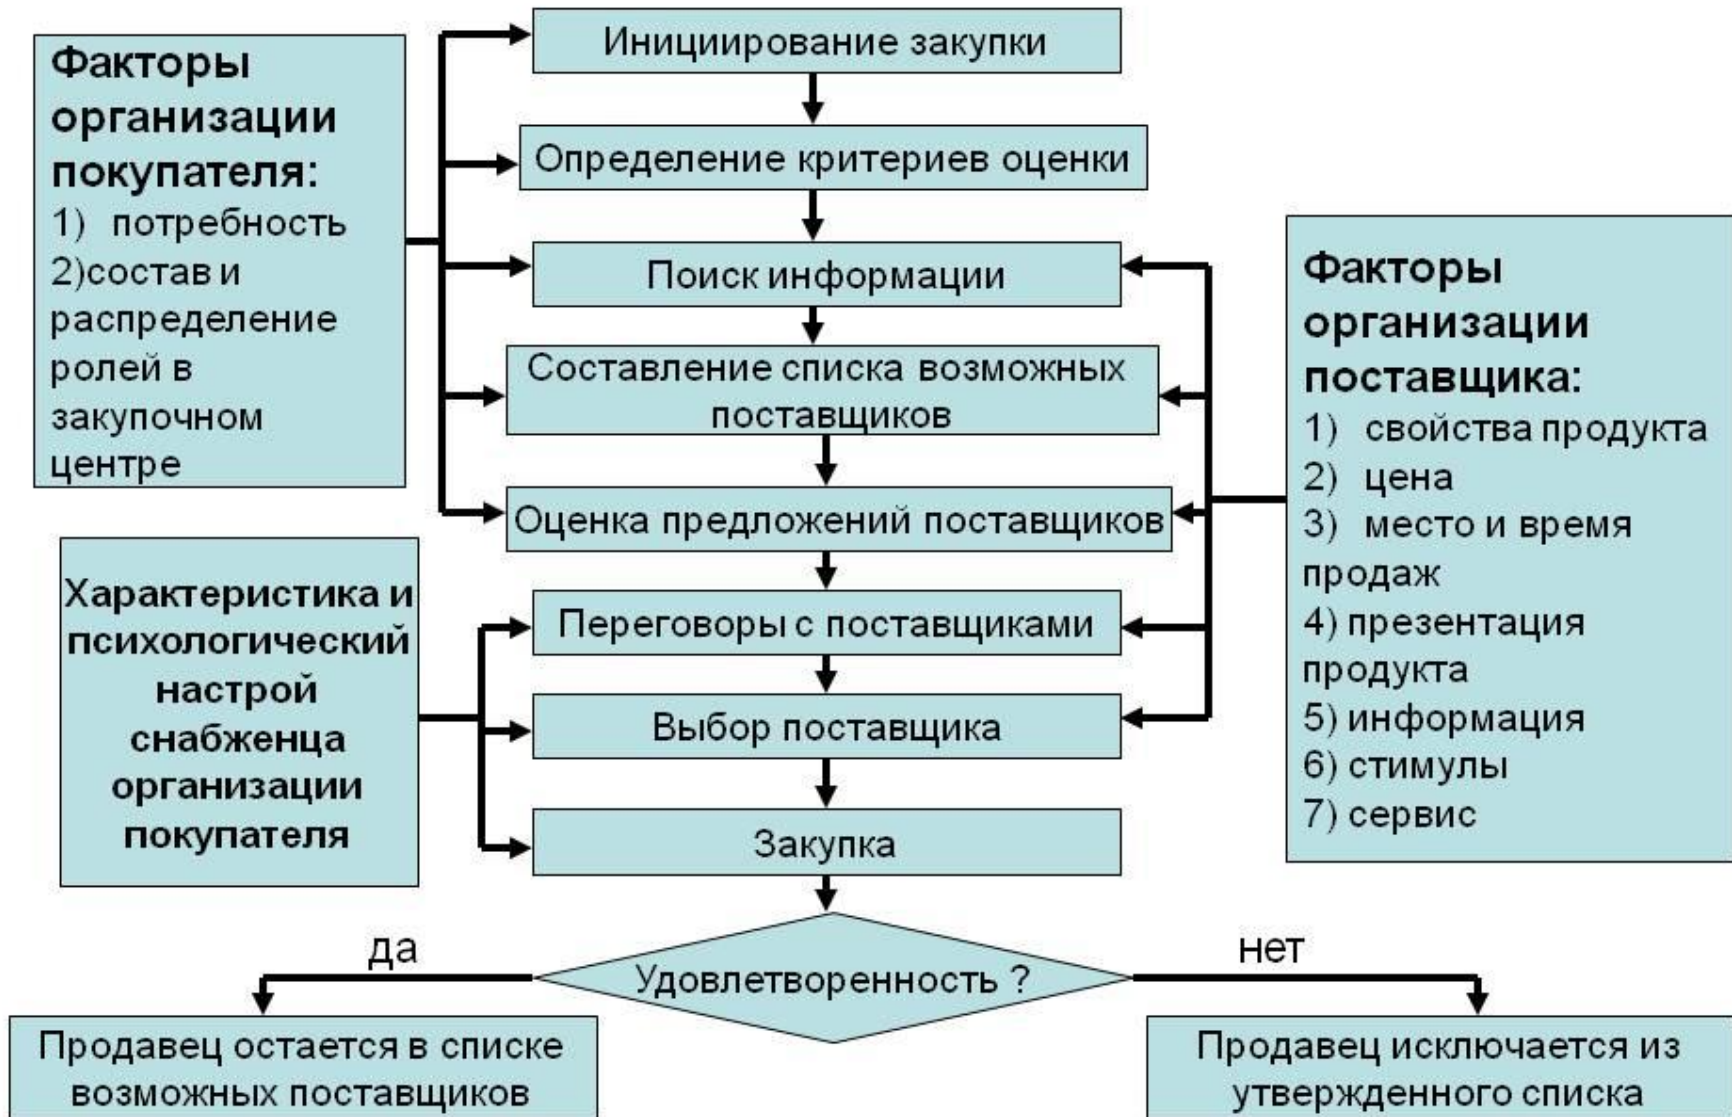 Факторы
организации
покупателя:
1) потребность
2)состав и
распределение
ролей в
закупочном
центре
Характеристика и
психологический
настрой
снабженца
организации
покупателя
Инициирование закупки
Определение критериев оценки
Поиск информации
Составление списка возможных
поставщиков
Оценка предложений поставщиков
Переговоры с поставщиками
Выбор поставщика
Закупка
Факторы
организации
поставщика:
1) свойства продукта
2) цена
3) место и время
продаж
4) презентация
продукта
5) информация
6) стимулы
7) сервис
да
Удовлетворенность ?
нет
Продавец остается в списке
возможных поставщиков
Продавец исключается из
утвержденного списка